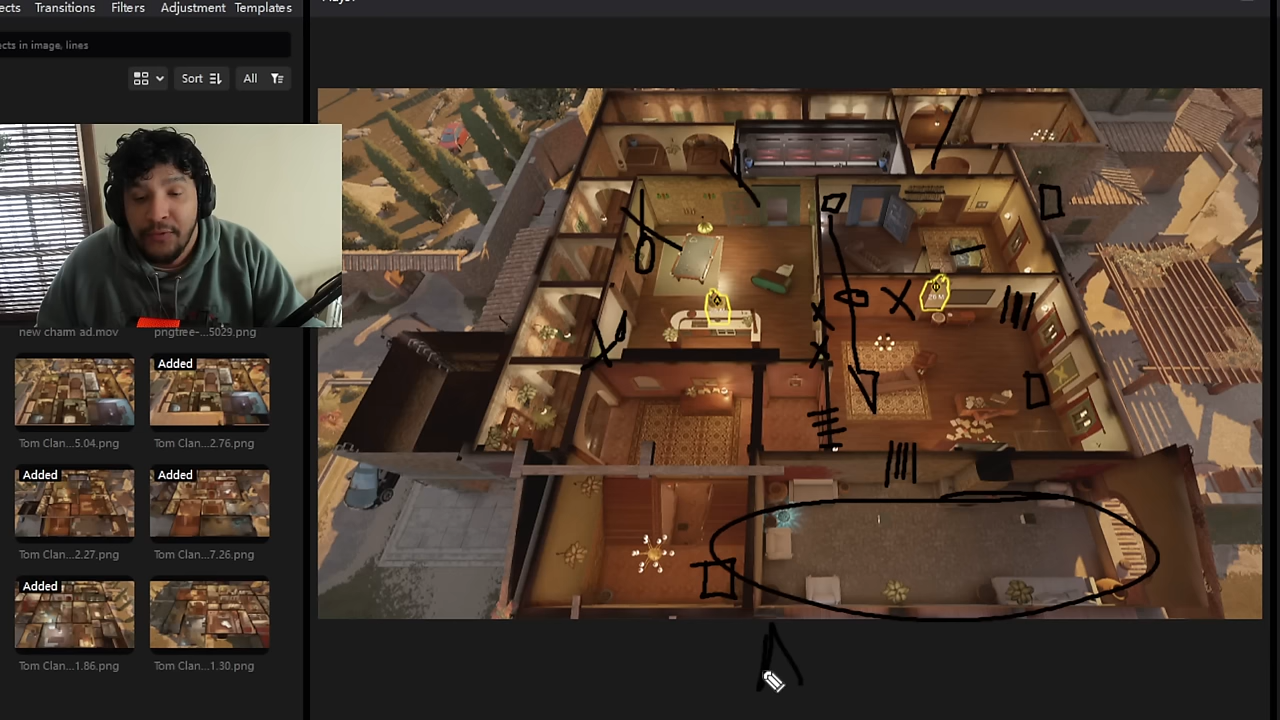 ects Transitions Filters Adjustment Templates
cts in image, lines
Sort All
new charm ad.mov pngtree-...5029.png
Added
Tom Clan...5.04.png Tom Clan...2.76.png
Added Added
Tom Clan...2.27.png Tom Clan...7.26.png
Added
Tom Clan...1.86.png Tom Clan...1.30.png